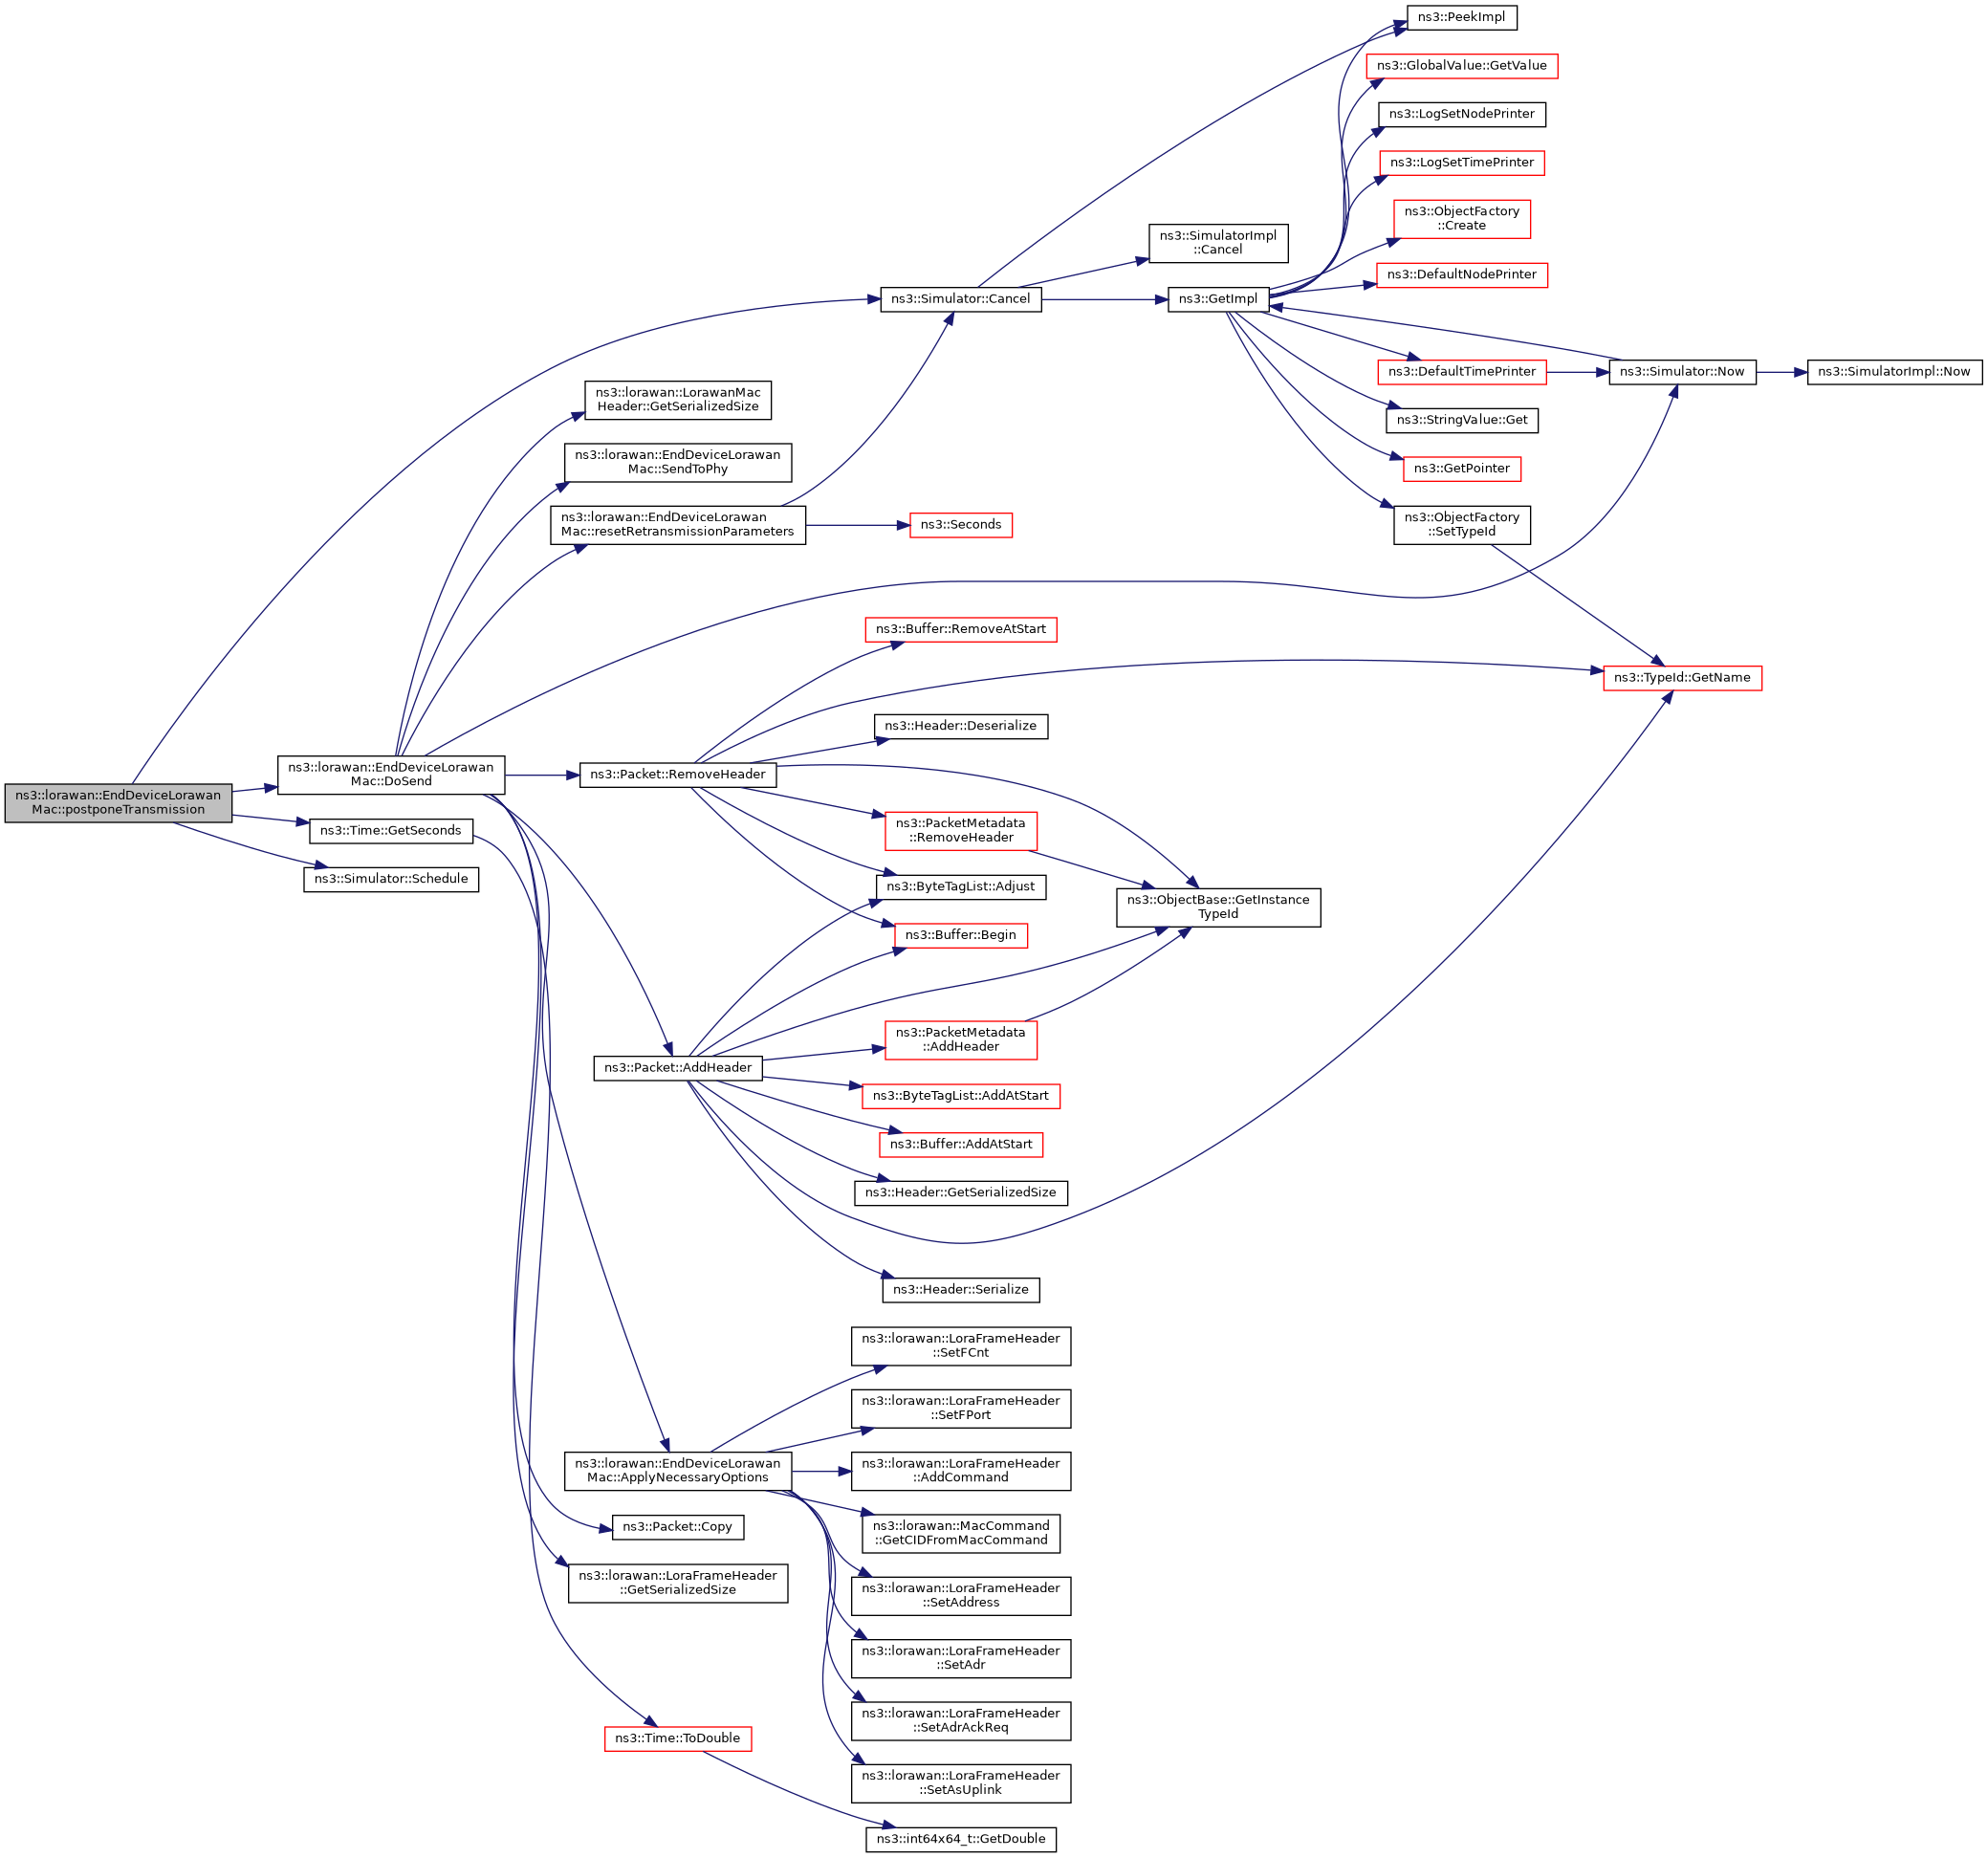 ns3::lorawan::EndDeviceLorawan
Mac::postponeTransmission
ns3::lorawan::EndDeviceLorawan
Mac::DoSend
ns3::Time::GetSeconds
ns3::Simulator::Schedule
ns3::lorawan::LorawanMac
Header::GetSerializedSize
ns3::lorawan::EndDeviceLorawan
Mac::SendToPhy
ns3::lorawan::EndDeviceLorawan
Mac::resetRetransmissionParameters
ns3::Packet::RemoveHeader
ns3::Packet::AddHeader
ns3::lorawan::EndDeviceLorawan
Mac::ApplyNecessaryOptions
ns3::Packet::Copy
ns3::lorawan::LoraFrameHeader
::GetSerializedSize
ns3::Time::ToDouble
ns3::Simulator::Cancel
ns3::Seconds
ns3::Buffer::RemoveAtStart
ns3::Header::Deserialize
ns3::PacketMetadata
::RemoveHeader
ns3::ByteTagList::Adjust
ns3::Buffer::Begin
ns3::PacketMetadata
::AddHeader
ns3::ByteTagList::AddAtStart
ns3::Buffer::AddAtStart
ns3::Header::GetSerializedSize
ns3::Header::Serialize
ns3::lorawan::LoraFrameHeader
::SetFCnt
ns3::lorawan::LoraFrameHeader
::SetFPort
ns3::lorawan::LoraFrameHeader
::AddCommand
ns3::lorawan::MacCommand
::GetCIDFromMacCommand
ns3::lorawan::LoraFrameHeader
::SetAddress
ns3::lorawan::LoraFrameHeader
::SetAdr
ns3::lorawan::LoraFrameHeader
::SetAdrAckReq
ns3::lorawan::LoraFrameHeader
::SetAsUplink
ns3::int64x64_t::GetDouble
ns3::SimulatorImpl
::Cancel
ns3::GetImpl
ns3::ObjectBase::GetInstance
TypeId
ns3::PeekImpl
ns3::GlobalValue::GetValue
ns3::LogSetNodePrinter
ns3::LogSetTimePrinter
ns3::ObjectFactory
::Create
ns3::DefaultNodePrinter
ns3::DefaultTimePrinter
ns3::StringValue::Get
ns3::GetPointer
ns3::ObjectFactory
::SetTypeId
ns3::Simulator::Now
ns3::TypeId::GetName
ns3::SimulatorImpl::Now